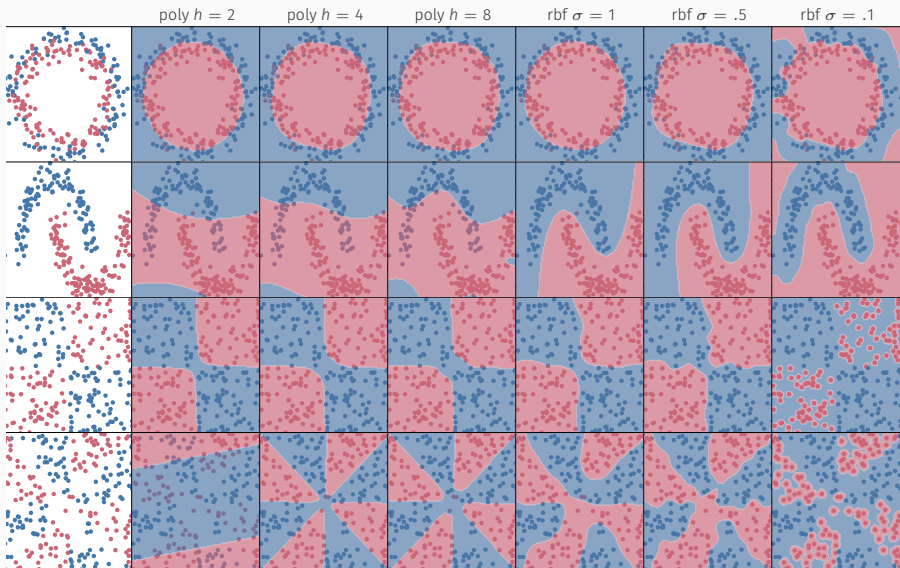 poly h = 2 poly h = 4 poly h = 8 rbf σ = 1 rbf σ = .5 rbf σ = .1